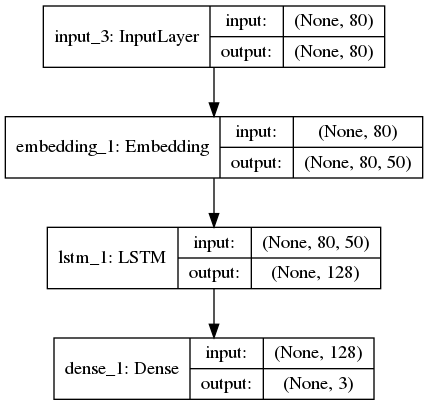 input_3: InputLayer
input: (None, 80)
output: (None, 80)
embedding_1: Embedding
input: (None, 80)
output: (None, 80, 50)
lstm_1: LSTM
input: (None, 80, 50)
output: (None, 128)
dense_1: Dense
input: (None, 128)
output: (None, 3)